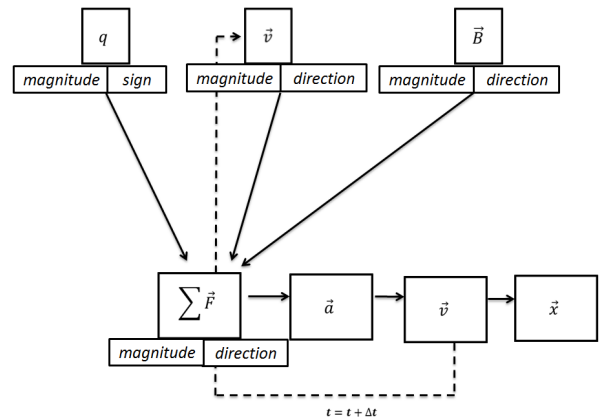 q
v⃗
B⃗
magnitude sign
magnitude direction
magnitude direction
∑ F⃗
a⃗
v⃗
x⃗
magnitude direction
t = t + Δt